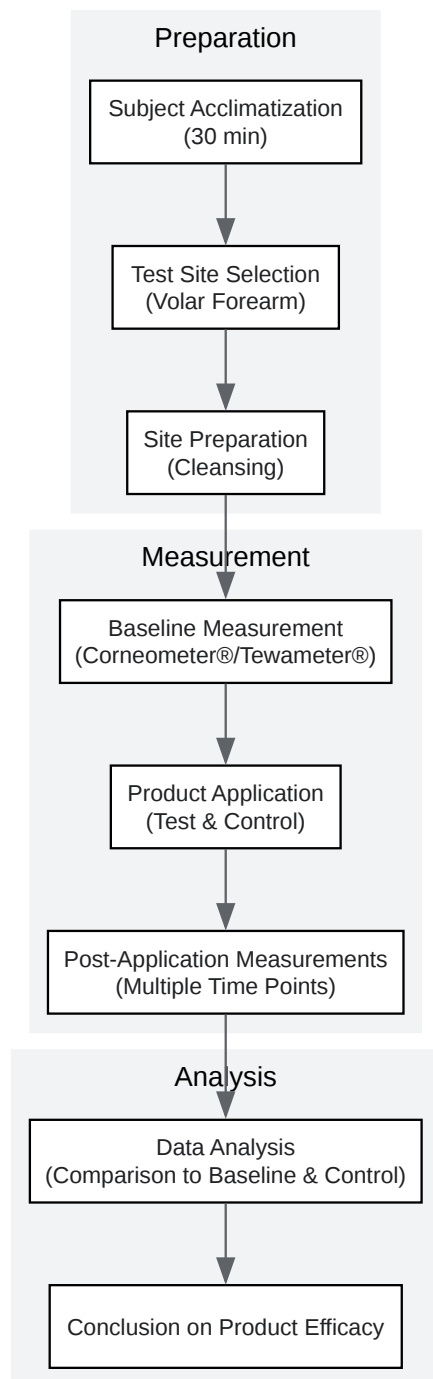 Preparation
Subject Acclimatization
(30 min)
Test Site Selection
(Volar Forearm)
Site Preparation
(Cleansing)
Measurement
Baseline Measurement
(Corneometer®/Tewameter®)
Product Application
(Test & Control)
Post-Application Measurements
(Multiple Time Points)
Analysis
Data Analysis
(Comparison to Baseline & Control)
Conclusion on Product Efficacy